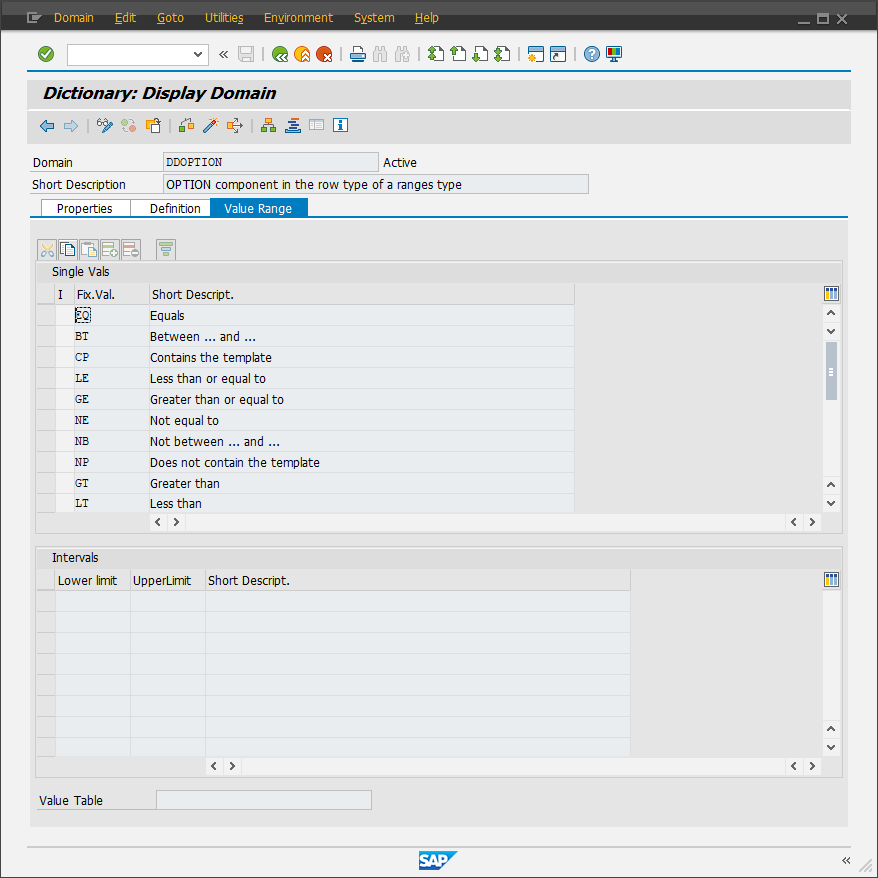 Domain Edit Goto Utilities Environment System Help
Dictionary: Display Domain
Domain DDOPTION Active
Short Description OPTION component in the row type of a ranges type
Properties Definition Value Range
Single Vals
I Fix.Val. Short Descript.
EQ Equals
BT Between ... and ...
CP Contains the template
LE Less than or equal to
GE Greater than or equal to
NE Not equal to
NB Not between ... and ...
NP Does not contain the template
GT Greater than
LT Less than
Intervals
Lower limit UpperLimit Short Descript.
Value Table
SAP